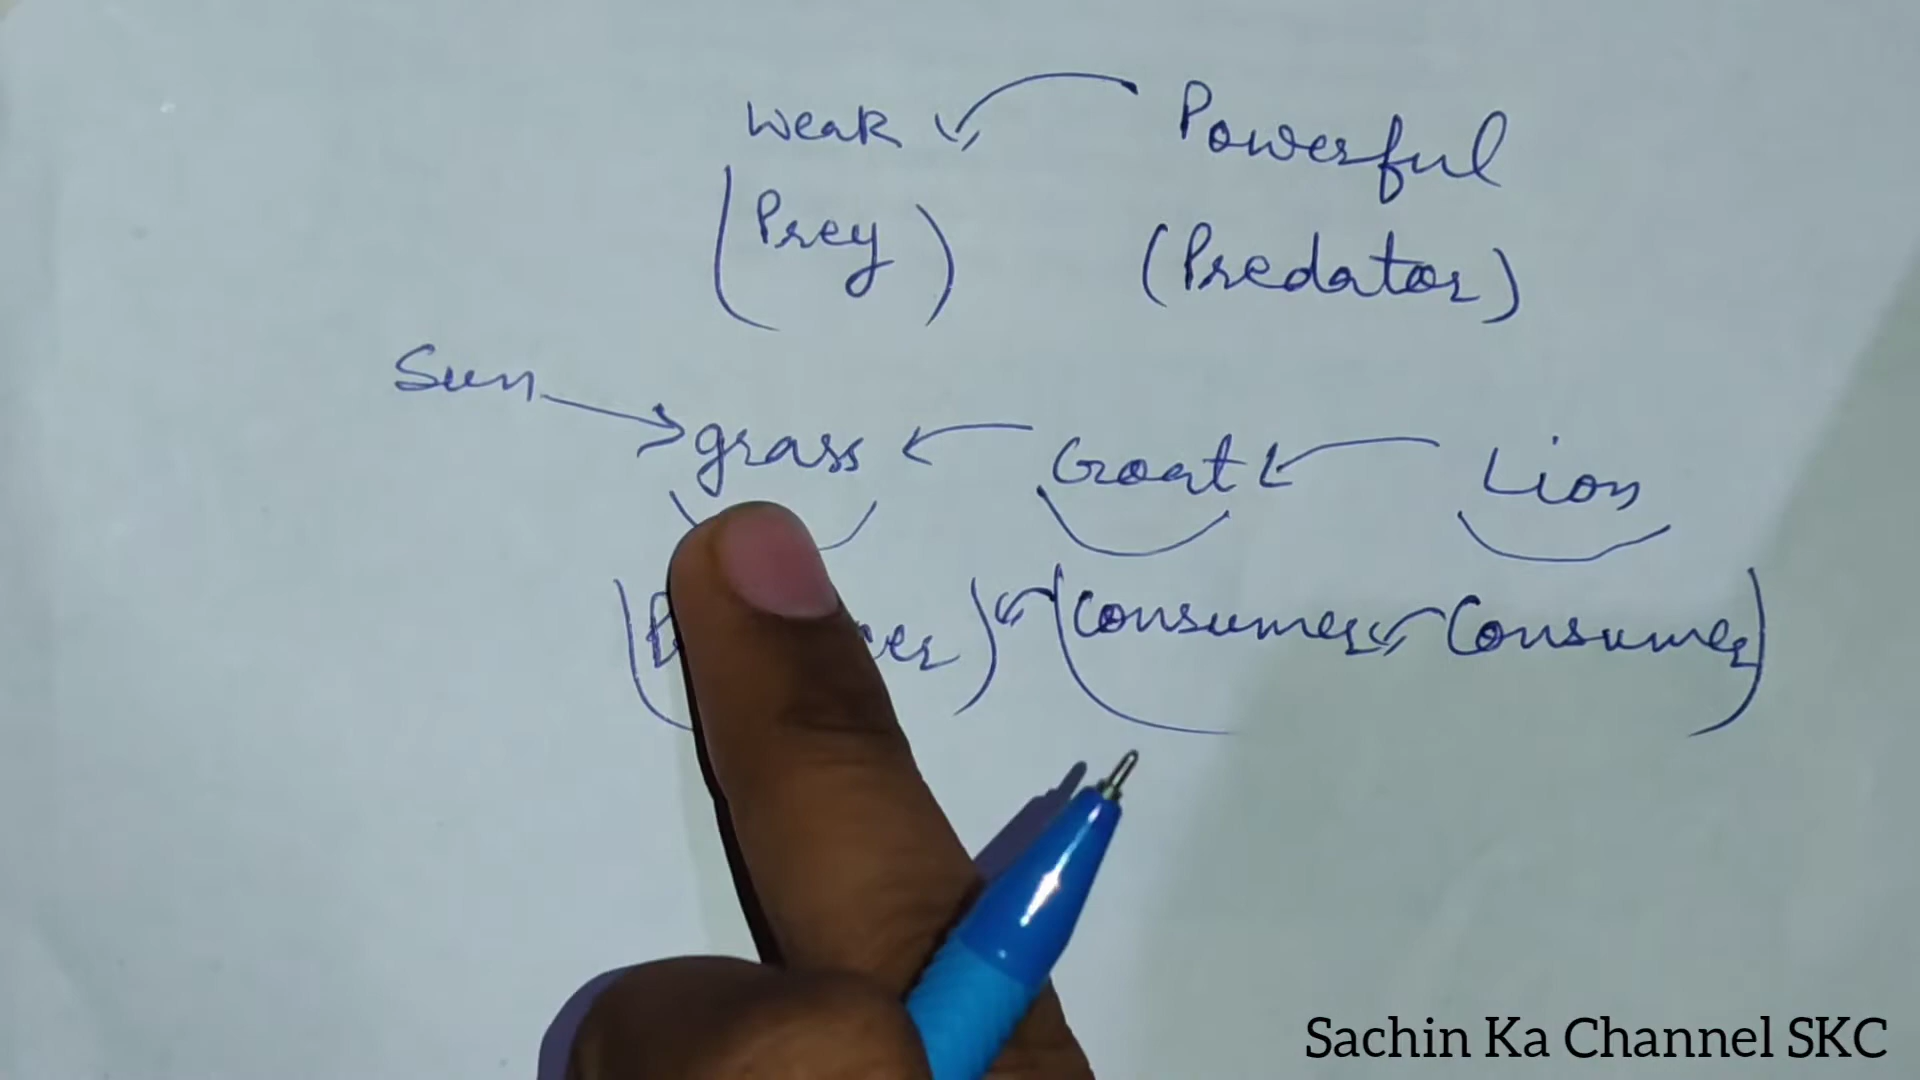 Weak Powerful
(Prey) (Predator)
Sun grass Goat Lion
(Consumer Consumer)
Sachin Ka Channel SKC